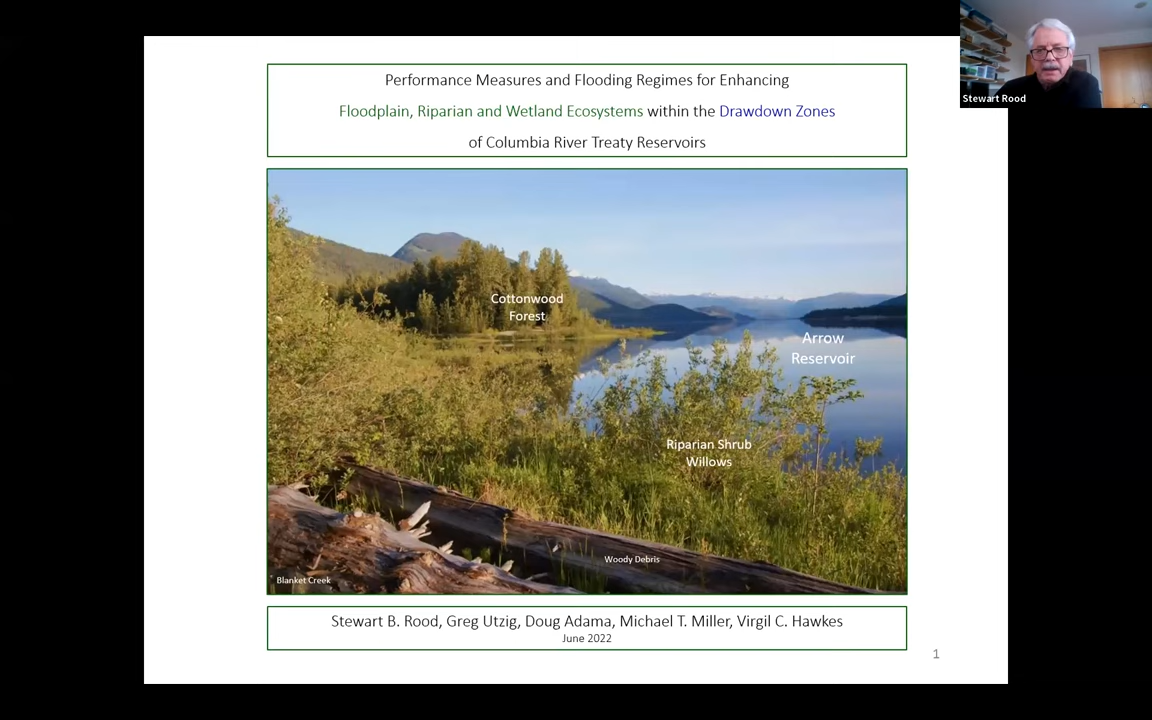 Performance Measures and Flooding Regimes for Enhancing
Floodplain, Riparian and Wetland Ecosystems within the Drawdown Zones
of Columbia River Treaty Reservoirs
Stewart Rood
Cottonwood
Forest
Arrow
Reservoir
Riparian Shrub
Willows
Woody Debris
Blanket Creek
Stewart B. Rood, Greg Utzig, Doug Adama, Michael T. Miller, Virgil C. Hawkes
June 2022
1